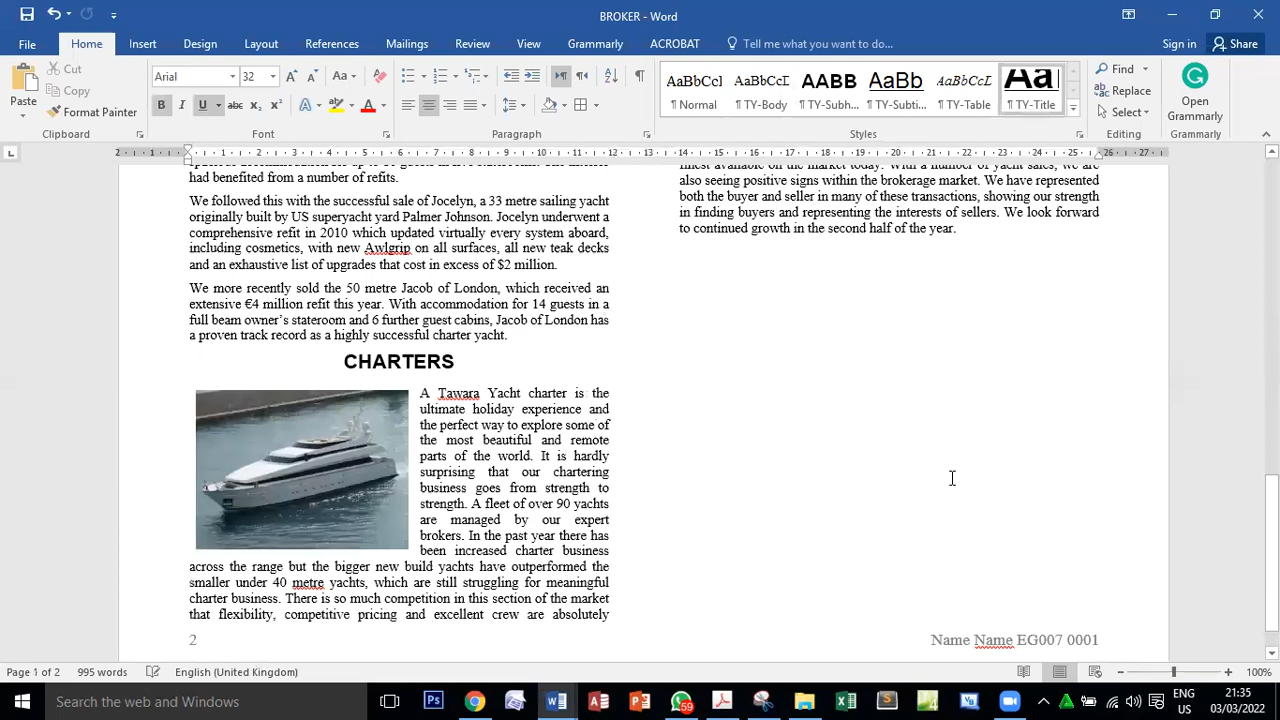 BROKER - Word
File
Home
Insert
Design
Layout
References
Mailings
Review
View
Grammarly
ACROBAT
Tell me what you want to do...
Sign in
Share
Paste
Cut
Copy
Format Painter
Clipboard
Arial
32
Font
Paragraph
AaBbCcI
¶ Normal
AaBbCcI
¶ TY-Body
AABB
¶ TY-Subh...
AaBb
¶ TY-Subti...
AaBbCcI
¶ TY-Table
Aa
¶ TY-Title
Styles
Find
Replace
Select
Editing
Open
Grammarly
Grammarly
had benefited from a number of refits.
We followed this with the successful sale of Jocelyn, a 33 metre sailing yacht
originally built by US superyacht yard Palmer Johnson. Jocelyn underwent a
comprehensive refit in 2010 which updated virtually every system aboard,
including cosmetics, with new Awlgrip on all surfaces, all new teak decks
and an exhaustive list of upgrades that cost in excess of $2 million.
We more recently sold the 50 metre Jacob of London, which received an
extensive €4 million refit this year. With accommodation for 14 guests in a
full beam owner's stateroom and 6 further guest cabins, Jacob of London has
a proven track record as a highly successful charter yacht.
CHARTERS
A Tawara Yacht charter is the
ultimate holiday experience and
the perfect way to explore some of
the most beautiful and remote
parts of the world. It is hardly
surprising that our chartering
business goes from strength to
strength. A fleet of over 90 yachts
are managed by our expert
brokers. In the past year there has
been increased charter business
across the range but the bigger new build yachts have outperformed the
smaller under 40 metre yachts, which are still struggling for meaningful
charter business. There is so much competition in this section of the market
that flexibility, competitive pricing and excellent crew are absolutely
finest available on the market today. With a number of yacht sales, we are
also seeing positive signs within the brokerage market. We have represented
both the buyer and seller in many of these transactions, showing our strength
in finding buyers and representing the interests of sellers. We look forward
to continued growth in the second half of the year.
2
Name Name EG007 0001
Page 1 of 2
995 words
English (United Kingdom)
100%
Search the web and Windows
59
ENG
US
21:35
03/03/2022